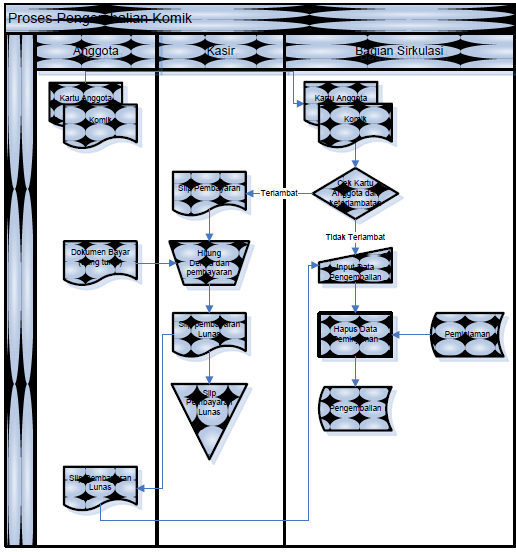 Proses Pengembalian Komik
Anggota
Kasir
Bagian Sirkulasi
Kartu Anggota
Komik
Kartu Anggota
Komik
Cek Kartu
Anggota dan
keterlambatan
Terlambat
Slip Pembayaran
Tidak Terlambat
Dokumen Bayar
(uang tunai)
Hitung
Denda dan
pembayaran
Input Data
Pengembalian
Slip pembayaran
Lunas
Hapus Data
Peminjaman
Peminjaman
Slip
Pembayaran
Lunas
Pengembalian
Slip Pembayaran
Lunas